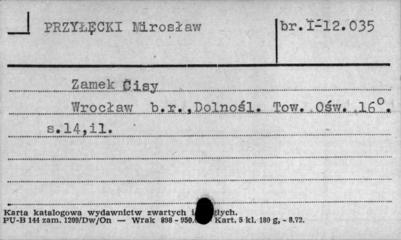 PRZYŁĘCKI Mirosław
br.I-12.035
Zamek Cisy
Wrocław b.r.,Dolnośl. Tow. Ośw. 16°.
s.14,il.
Karta katalogowa wydawnictw zwartych i
PU-B 144 zam. 1209/Dw/On — Wrak 898 - 950. Kart. 5 kl. 180 g, - 8.72.